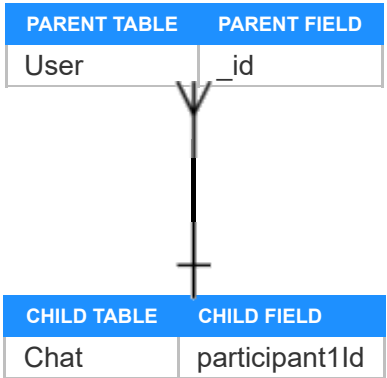 PARENT TABLE PARENT FIELD
User _id
CHILD TABLE CHILD FIELD
Chat participant1Id